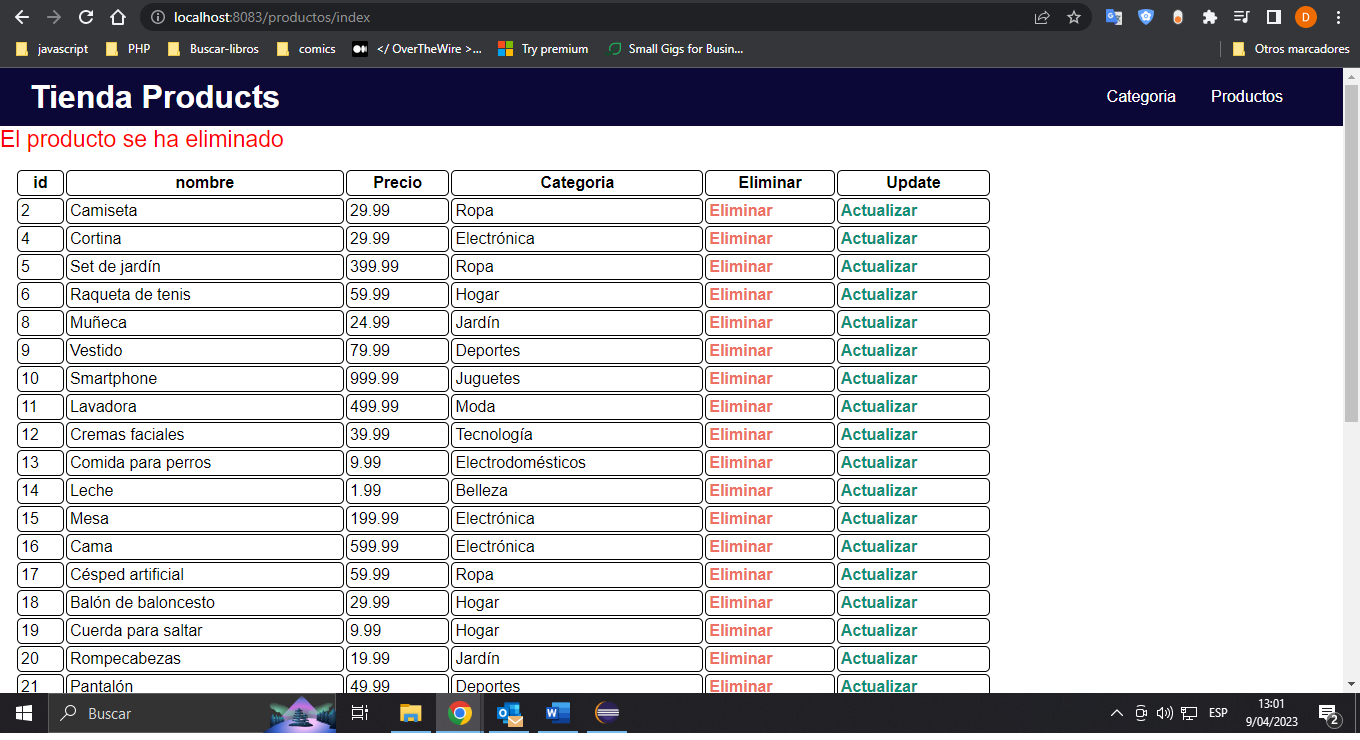 localhost:8083/productos/index
D
javascript PHP Buscar-libros comics </ OverTheWire >... Try premium Small Gigs for Busin... Otros marcadores
Tienda Products Categoria Productos
El producto se ha eliminado
id nombre Precio Categoria Eliminar Update
2 Camiseta 29.99 Ropa Eliminar Actualizar
4 Cortina 29.99 Electrónica Eliminar Actualizar
5 Set de jardín 399.99 Ropa Eliminar Actualizar
6 Raqueta de tenis 59.99 Hogar Eliminar Actualizar
8 Muñeca 24.99 Jardín Eliminar Actualizar
9 Vestido 79.99 Deportes Eliminar Actualizar
10 Smartphone 999.99 Juguetes Eliminar Actualizar
11 Lavadora 499.99 Moda Eliminar Actualizar
12 Cremas faciales 39.99 Tecnología Eliminar Actualizar
13 Comida para perros 9.99 Electrodomésticos Eliminar Actualizar
14 Leche 1.99 Belleza Eliminar Actualizar
15 Mesa 199.99 Electrónica Eliminar Actualizar
16 Cama 599.99 Electrónica Eliminar Actualizar
17 Césped artificial 59.99 Ropa Eliminar Actualizar
18 Balón de baloncesto 29.99 Hogar Eliminar Actualizar
19 Cuerda para saltar 9.99 Hogar Eliminar Actualizar
20 Rompecabezas 19.99 Jardín Eliminar Actualizar
21 Pantalón 49.99 Deportes Eliminar Actualizar
Buscar ESP 13:01
9/04/2023 2